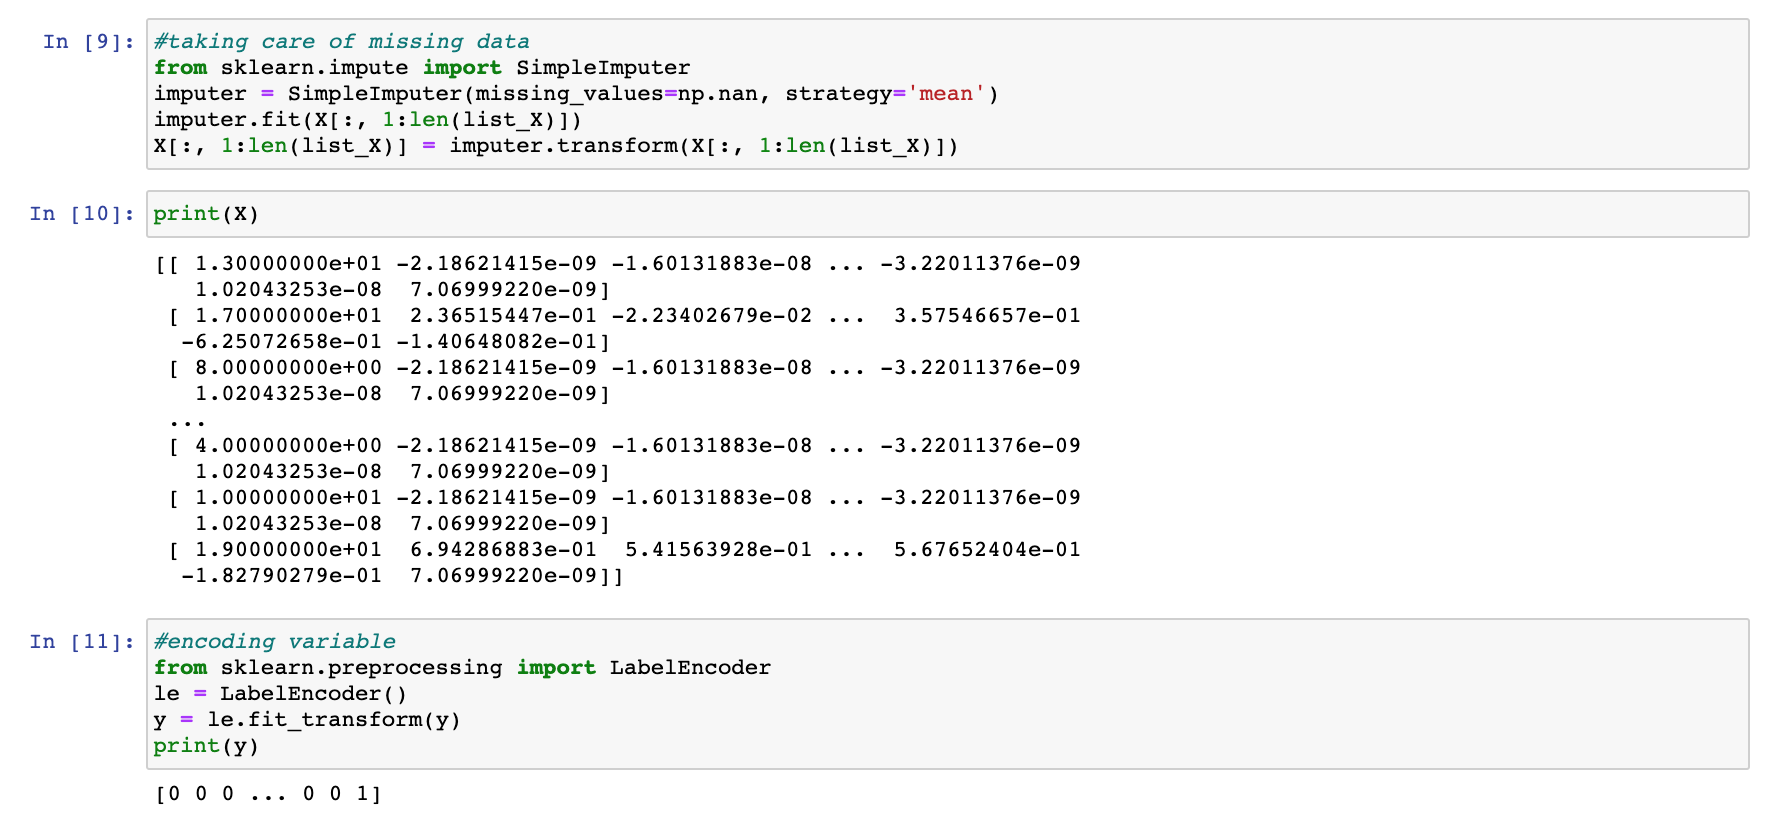 In [9]: #taking care of missing data
from sklearn.impute import SimpleImputer
imputer = SimpleImputer(missing_values=np.nan, strategy='mean')
imputer.fit(X[:, 1:len(list_X)])
X[:, 1:len(list_X)] = imputer.transform(X[:, 1:len(list_X)])
In [10]: print(X)
[[ 1.30000000e+01 -2.18621415e-09 -1.60131883e-08 ... -3.22011376e-09
1.02043253e-08  7.06999220e-09]
[ 1.70000000e+01  2.36515447e-01 -2.23402679e-02 ...  3.57546657e-01
-6.25072658e-01 -1.40648082e-01]
[ 8.00000000e+00 -2.18621415e-09 -1.60131883e-08 ... -3.22011376e-09
1.02043253e-08  7.06999220e-09]
...
[ 4.00000000e+00 -2.18621415e-09 -1.60131883e-08 ... -3.22011376e-09
1.02043253e-08  7.06999220e-09]
[ 1.00000000e+01 -2.18621415e-09 -1.60131883e-08 ... -3.22011376e-09
1.02043253e-08  7.06999220e-09]
[ 1.90000000e+01  6.94286883e-01  5.41563928e-01 ...  5.67652404e-01
-1.82790279e-01  7.06999220e-09]]
In [11]: #encoding variable
from sklearn.preprocessing import LabelEncoder
le = LabelEncoder()
y = le.fit_transform(y)
print(y)
[0 0 0 ... 0 0 1]